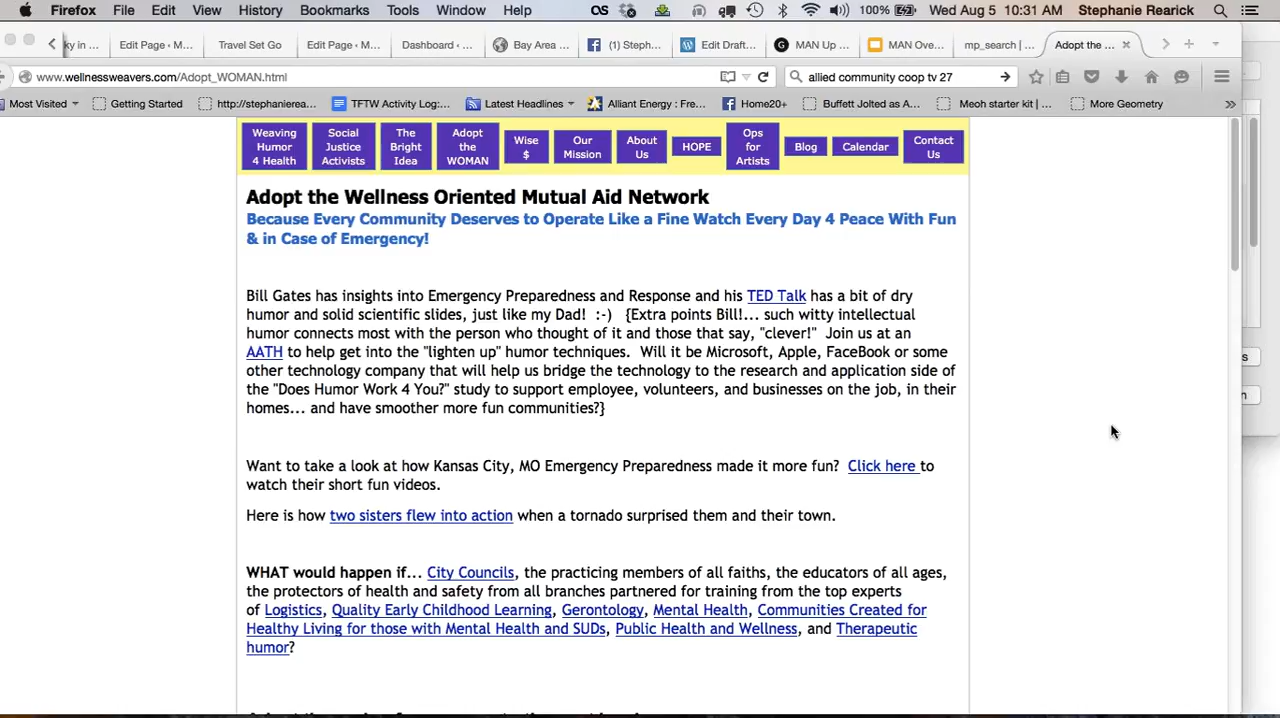 Firefox File Edit View History Bookmarks Tools Window Help OS 100% Wed Aug 5 10:31 AM Stephanie Rearick
ky in ... Edit Page ‹ M... Travel Set Go Edit Page ‹ M... Dashboard ‹ ... Bay Area ... (1) Steph... Edit Draft... MAN Up ... MAN Ove... mp_search | ... Adopt the ...
www.wellnessweavers.com/Adopt_WOMAN.html allied community coop tv 27
Most Visited Getting Started http://stephanierea... TFTW Activity Log:... Latest Headlines Alliant Energy : Fre... Home20+ Buffett Jolted as A... Meoh starter kit | ... More Geometry
Weaving Humor 4 Health
Social Justice Activists
The Bright Idea
Adopt the WOMAN
Wise $
Our Mission
About Us
HOPE
Ops for Artists
Blog
Calendar
Contact Us
Adopt the Wellness Oriented Mutual Aid Network
Because Every Community Deserves to Operate Like a Fine Watch Every Day 4 Peace With Fun
& in Case of Emergency!
Bill Gates has insights into Emergency Preparedness and Response and his TED Talk has a bit of dry
humor and solid scientific slides, just like my Dad! :-) {Extra points Bill!... such witty intellectual
humor connects most with the person who thought of it and those that say, "clever!" Join us at an
AATH to help get into the "lighten up" humor techniques. Will it be Microsoft, Apple, FaceBook or some
other technology company that will help us bridge the technology to the research and application side of
the "Does Humor Work 4 You?" study to support employee, volunteers, and businesses on the job, in their
homes... and have smoother more fun communities?}
Want to take a look at how Kansas City, MO Emergency Preparedness made it more fun? Click here to
watch their short fun videos.
Here is how two sisters flew into action when a tornado surprised them and their town.
WHAT would happen if... City Councils, the practicing members of all faiths, the educators of all ages,
the protectors of health and safety from all branches partnered for training from the top experts
of Logistics, Quality Early Childhood Learning, Gerontology, Mental Health, Communities Created for
Healthy Living for those with Mental Health and SUDs, Public Health and Wellness, and Therapeutic
humor?